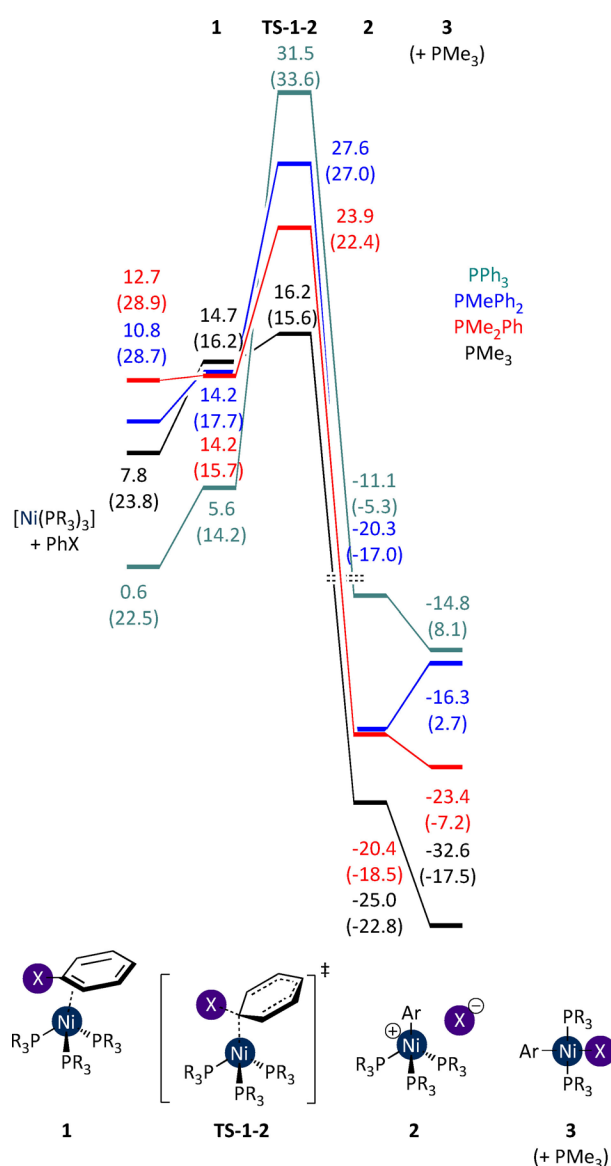 1 TS-1-2 2 3
(+ PMe₃)
31.5
(33.6)
27.6
(27.0)
23.9
(22.4)
16.2
(15.6)
PPh₃
PMePh₂
PMe₂Ph
PMe₃
12.7
(28.9)
10.8
(28.7)
14.7
(16.2)
14.2
(17.7)
14.2
(15.7)
7.8
(23.8)
[Ni(PR₃)₃]
+ PhX
5.6
(14.2)
0.6
(22.5)
-11.1
(-5.3)
-20.3
(-17.0)
-14.8
(8.1)
-16.3
(2.7)
-23.4
(-7.2)
-32.6
(-17.5)
-20.4
(-18.5)
-25.0
(-22.8)
X
Ni
R₃P PR₃
PR₃
1
X
Ni
R₃P PR₃
PR₃
‡
TS-1-2
Ar X ⊖
⊕ Ni
R₃P PR₃
PR₃
2
PR₃
Ar Ni X
PR₃
3
(+ PMe₃)